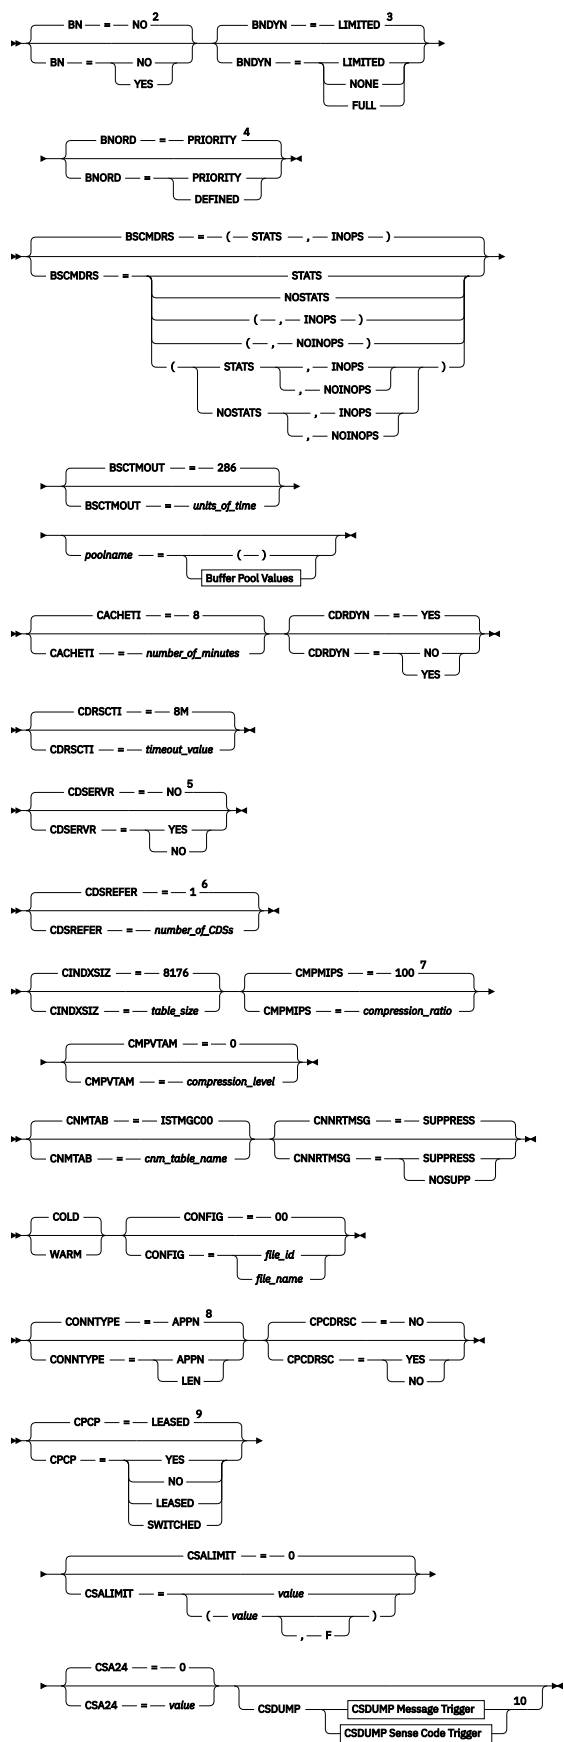 BN = NO 2 BNDYN = LIMITED 3
BN = NO BNDYN = LIMITED
YES NONE
FULL
BNORD = PRIORITY 4
BNORD = PRIORITY
DEFINED
BSCMDRS = ( STATS , INOPS )
BSCMDRS = STATS
NOSTATS
( , INOPS )
( , NOINOPS )
( STATS , INOPS )
, NOINOPS
NOSTATS , INOPS
, NOINOPS
BSCTMOUT = 286
BSCTMOUT = units_of_time
poolname = ( )
Buffer Pool Values
CACHETI = 8 CDRDYN = YES
CACHETI = number_of_minutes CDRDYN = NO
YES
CDRSCTI = 8M
CDRSCTI = timeout_value
CDSERVR = NO 5
CDSERVR = YES
NO
CDSREFER = 1 6
CDSREFER = number_of_CDSs
CINDXSIZ = 8176 CMPMIPS = 100 7
CINDXSIZ = table_size CMPMIPS = compression_ratio
CMPVTAM = 0
CMPVTAM = compression_level
CNMTAB = ISTMGC00 CNNRTMSG = SUPPRESS
CNMTAB = cnm_table_name CNNRTMSG = SUPPRESS
NOSUPP
COLD CONFIG = 00
WARM CONFIG = file_id
file_name
CONNTYPE = APPN 8 CPCDRSC = NO
CONNTYPE = APPN CPCDRSC = YES
LEN NO
CPCP = LEASED 9
CPCP = YES
NO
LEASED
SWITCHED
CSALIMIT = 0
CSALIMIT = value
( value )
, F
CSA24 = 0
CSA24 = value CSDUMP CSDUMP Message Trigger 10
CSDUMP Sense Code Trigger